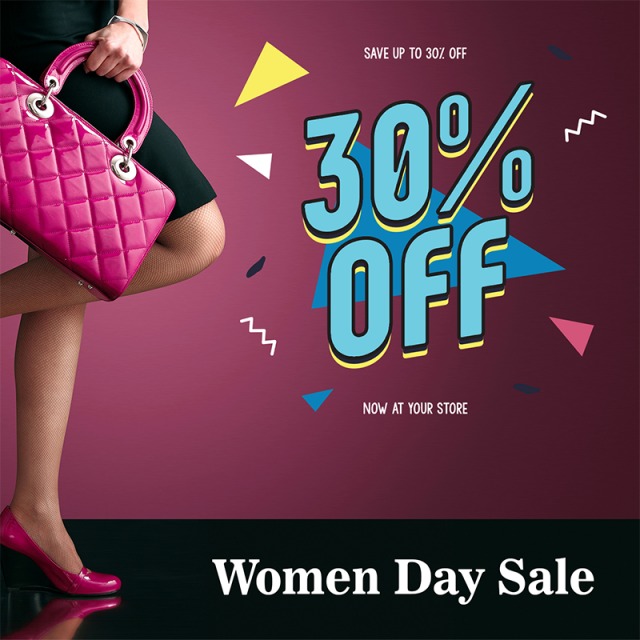 SAVE UP TO 30% OFF
30%
OFF
NOW AT YOUR STORE
Women Day Sale